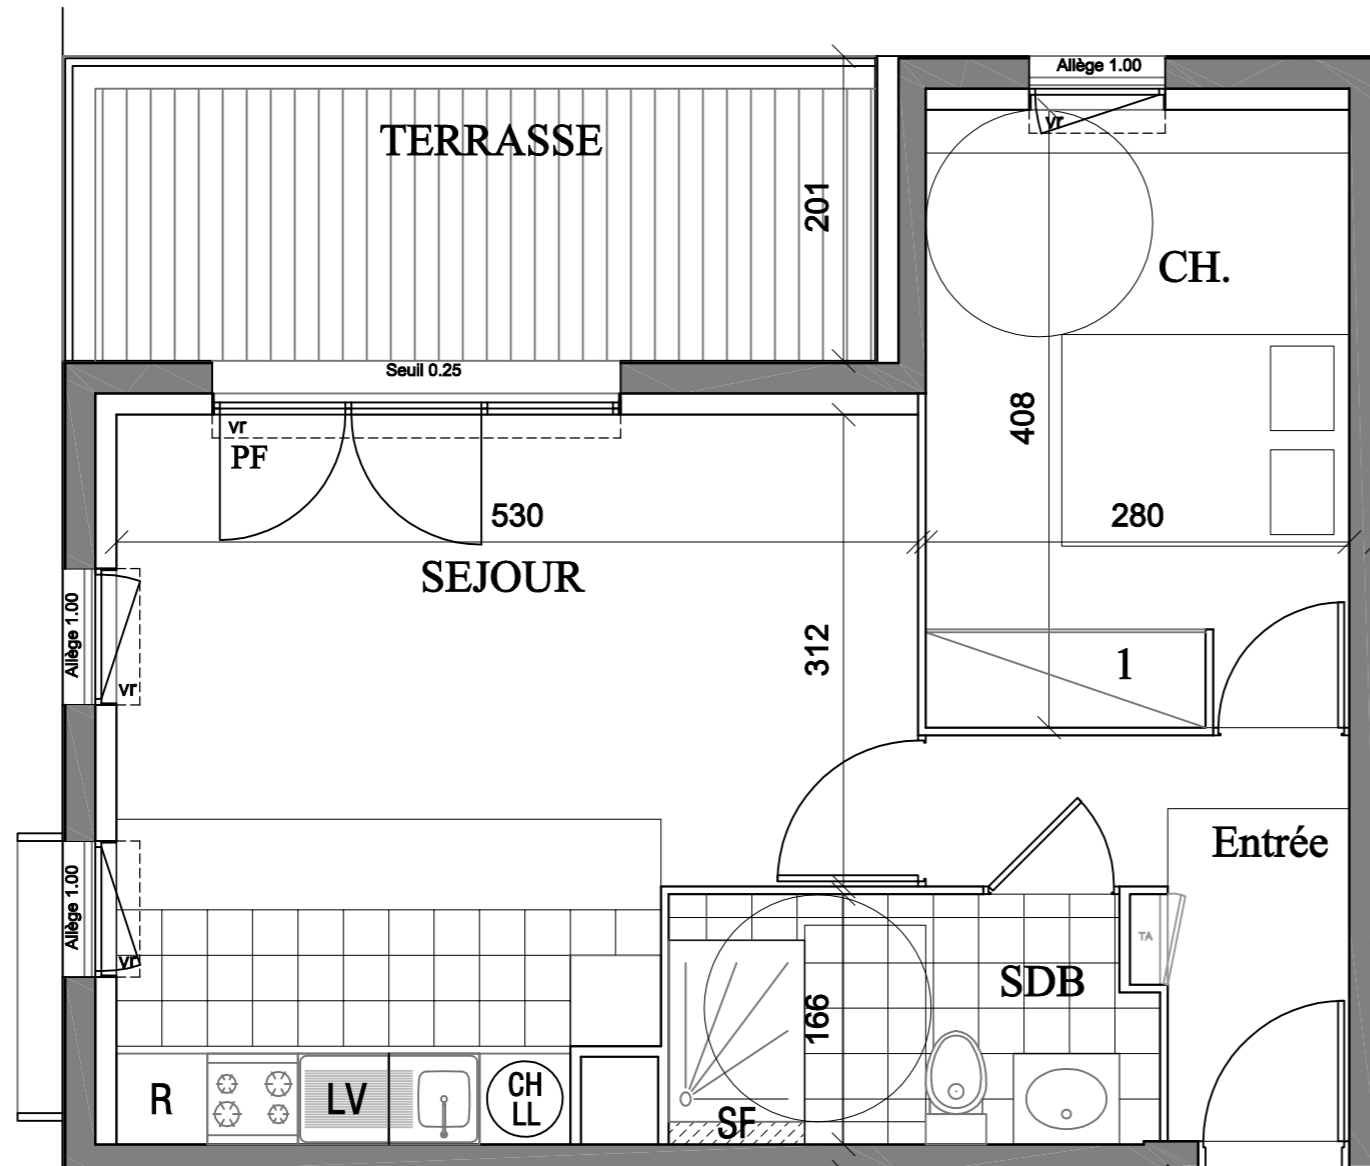 Allège 1.00
vr
TERRASSE
201
CH.
Seuil 0.25
vr
PF
408
530
280
SEJOUR
Allège 1.00
vr
312
1
Entrée
Allège 1.00
vr
TA
SDB
166
R
LV
CH
LL
SF